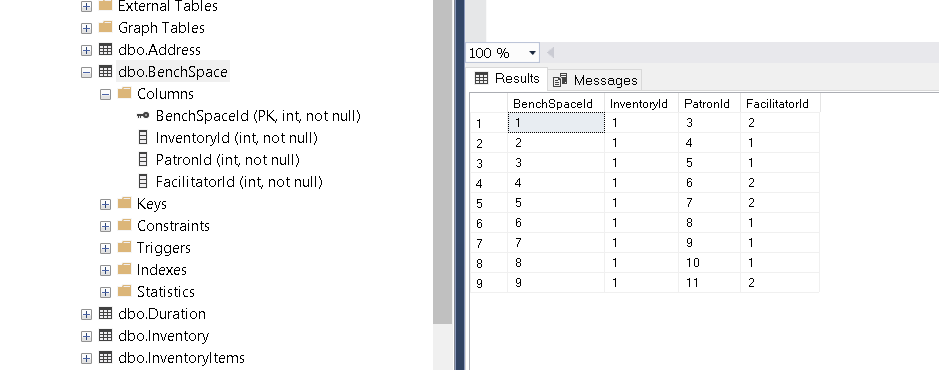 External Tables
Graph Tables
dbo.Address
dbo.BenchSpace
Columns
BenchSpaceId (PK, int, not null)
InventoryId (int, not null)
PatronId (int, not null)
FacilitatorId (int, not null)
Keys
Constraints
Triggers
Indexes
Statistics
dbo.Duration
dbo.Inventory
dbo.InventoryItems
100 %
Results Messages
BenchSpaceId InventoryId PatronId FacilitatorId
1 1 1 3 2
2 2 1 4 1
3 3 1 5 1
4 4 1 6 2
5 5 1 7 2
6 6 1 8 1
7 7 1 9 1
8 8 1 10 1
9 9 1 11 2